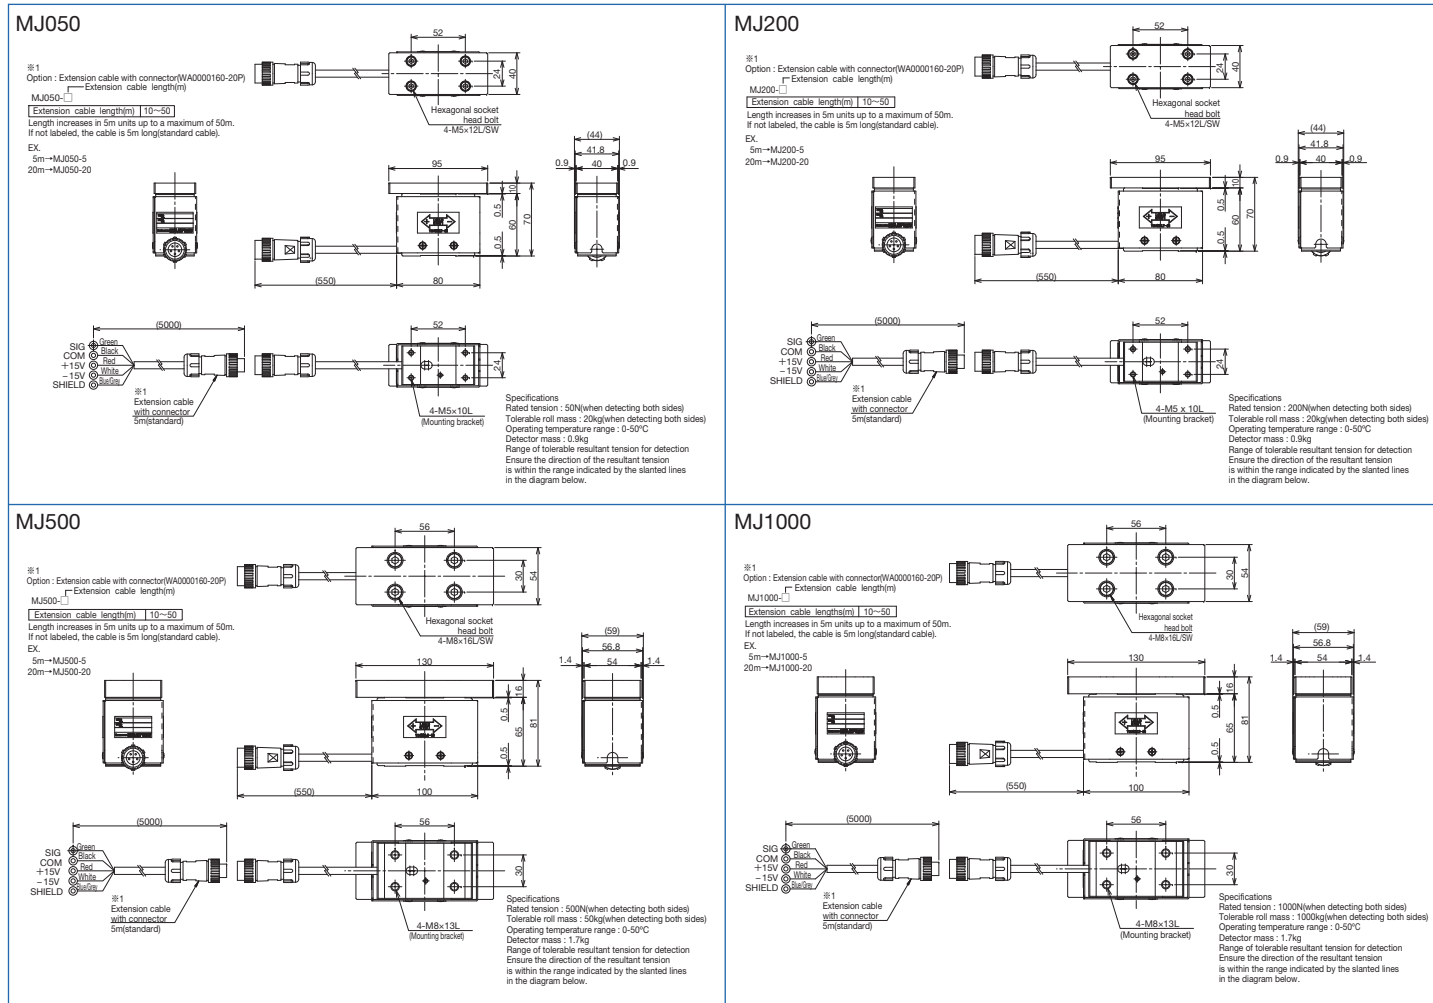 MJ050
※1
Option : Extension cable with connector(WA0000160-20P)
Extension cable length(m)
MJ050-□
Extension cable length(m) 10～50
Length increases in 5m units up to a maximum of 50m.
If not labeled, the cable is 5m long(standard cable).
EX.
5m→MJ050-5
20m→MJ050-20
52
24
40
Hexagonal socket
head bolt
4-M5×12L/SW
95
10
0.5
60
70
0.5
(550)
80
(44)
41.8
0.9
40
0.9
(5000)
SIG Green
COM Black
+15V Red
-15V White
SHIELD Blue/Grey
※1
Extension cable
with connector
5m(standard)
52
24
4-M5×10L
(Mounting bracket)
Specifications
Rated tension : 50N(when detecting both sides)
Tolerable roll mass : 20kg(when detecting both sides)
Operating temperature range : 0-50℃
Detector mass : 0.9kg
Range of tolerable resultant tension for detection
Ensure the direction of the resultant tension
is within the range indicated by the slanted lines
in the diagram below.
MJ200
※1
Option : Extension cable with connector(WA0000160-20P)
Extension cable length(m)
MJ200-□
Extension cable length(m) 10～50
Length increases in 5m units up to a maximum of 50m.
If not labeled, the cable is 5m long(standard cable).
EX.
5m→MJ200-5
20m→MJ200-20
52
24
40
Hexagonal socket
head bolt
4-M5×12L/SW
95
10
0.5
60
70
0.5
(550)
80
(44)
41.8
0.9
40
0.9
(5000)
SIG Green
COM Black
+15V Red
-15V White
SHIELD Blue/Grey
※1
Extension cable
with connector
5m(standard)
52
24
4-M5 x 10L
(Mounting bracket)
Specifications
Rated tension : 200N(when detecting both sides)
Tolerable roll mass : 20kg(when detecting both sides)
Operating temperature range : 0-50℃
Detector mass : 0.9kg
Range of tolerable resultant tension for detection
Ensure the direction of the resultant tension
is within the range indicated by the slanted lines
in the diagram below.
MJ500
※1
Option : Extension cable with connector(WA0000160-20P)
Extension cable length(m)
MJ500-□
Extension cable length(m) 10～50
Length increases in 5m units up to a maximum of 50m.
If not labeled, the cable is 5m long(standard cable).
EX.
5m→MJ500-5
20m→MJ500-20
56
30
54
Hexagonal socket
head bolt
4-M8×16L/SW
130
16
0.5
65
81
0.5
(550)
100
(59)
56.8
1.4
54
1.4
(5000)
SIG Green
COM Black
+15V Red
-15V White
SHIELD Blue/Grey
※1
Extension cable
with connector
5m(standard)
56
30
4-M8×13L
(Mounting bracket)
Specifications
Rated tension : 500N(when detecting both sides)
Tolerable roll mass : 50kg(when detecting both sides)
Operating temperature range : 0-50℃
Detector mass : 1.7kg
Range of tolerable resultant tension for detection
Ensure the direction of the resultant tension
is within the range indicated by the slanted lines
in the diagram below.
MJ1000
※1
Option : Extension cable with connector(WA0000160-20P)
Extension cable length(m)
MJ1000-□
Extension cable lengths(m) 10～50
Length increases in 5m units up to a maximum of 50m.
If not labeled, the cable is 5m long(standard cable).
EX.
5m→MJ1000-5
20m→MJ1000-20
56
30
54
Hexagonal socket
head bolt
4-M8×16L/SW
130
16
0.5
65
81
0.5
(550)
100
(59)
56.8
1.4
54
1.4
(5000)
SIG Green
COM Black
+15V Red
-15V White
SHIELD Blue/Grey
※1
Extension cable
with connector
5m(standard)
56
30
4-M8×13L
(Mounting bracket)
Specifications
Rated tension : 1000N(when detecting both sides)
Tolerable roll mass : 1000kg(when detecting both sides)
Operating temperature range : 0-50℃
Detector mass : 1.7kg
Range of tolerable resultant tension for detection
Ensure the direction of the resultant tension
is within the range indicated by the slanted lines
in the diagram below.